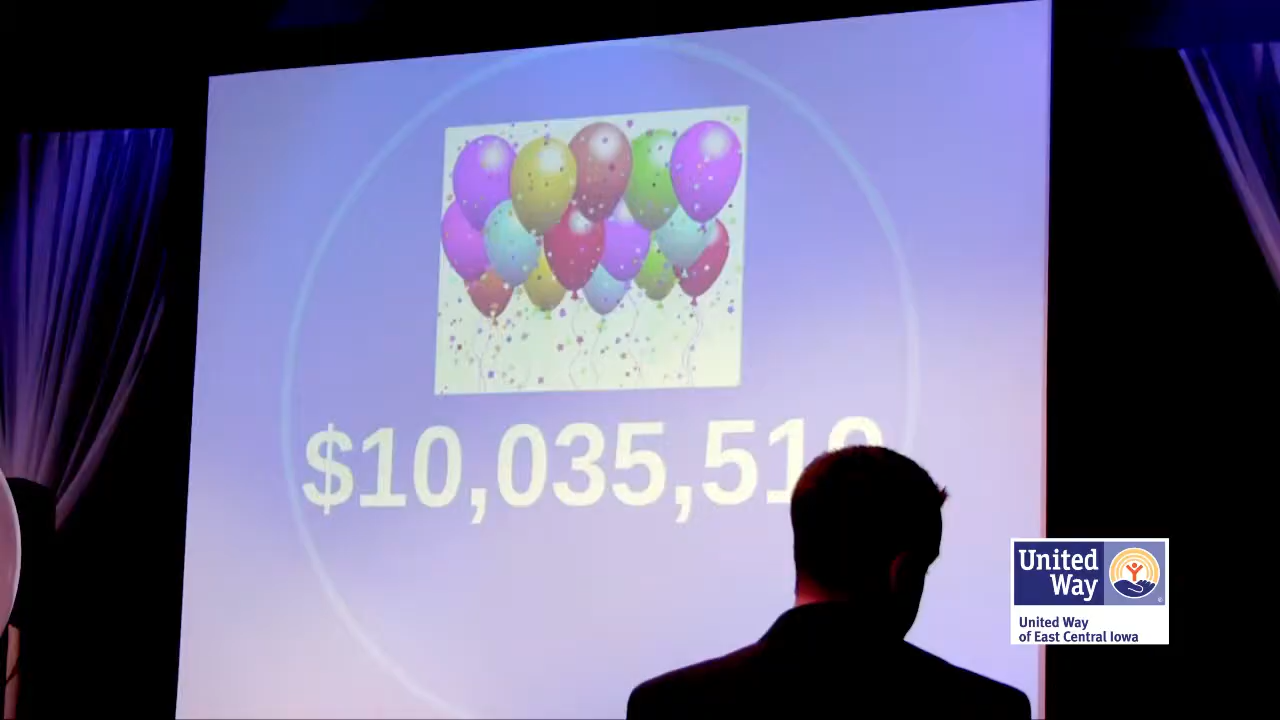 $10,035,51
United
Way
United Way
of East Central Iowa